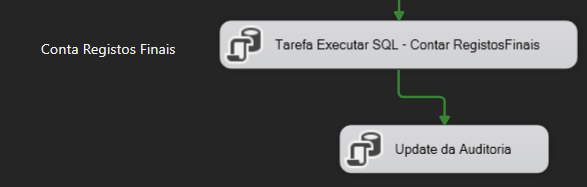 Conta Registos Finais
Tarefa Executar SQL - Contar RegistosFinais
Update da Auditoria